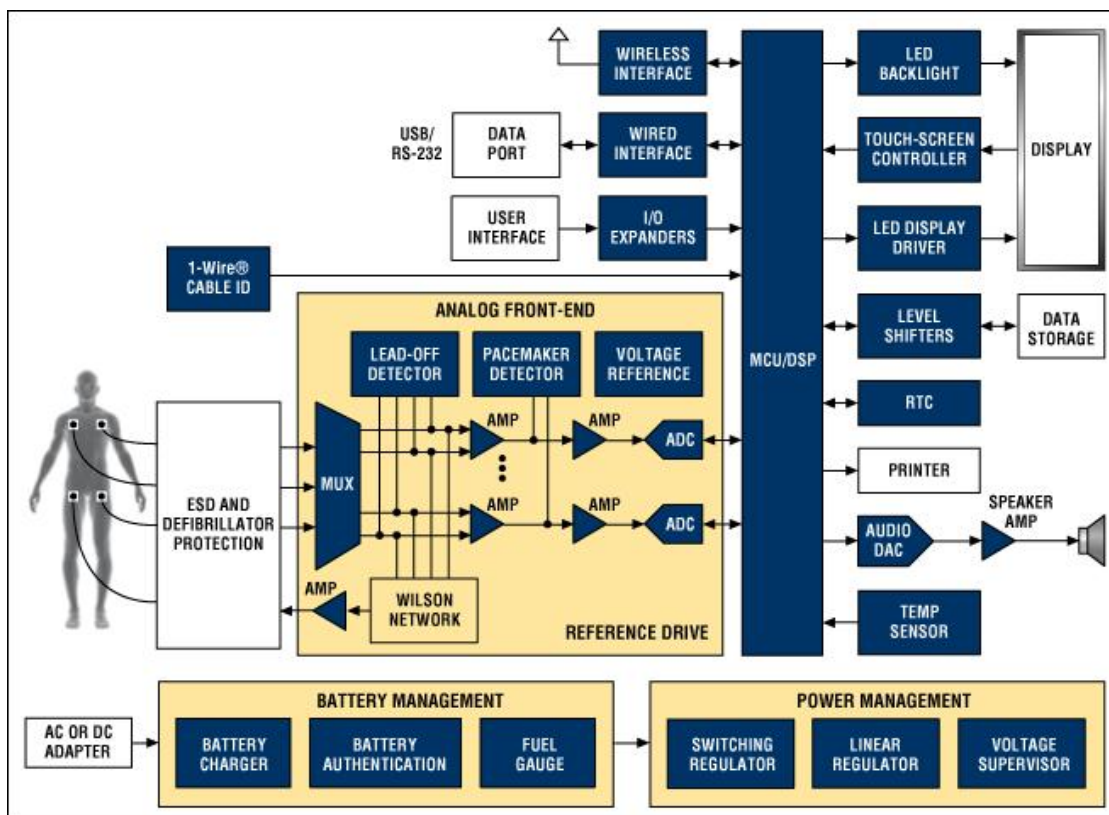 WIRELESS
INTERFACE
LED
BACKLIGHT
USB/
RS-232
DATA
PORT
WIRED
INTERFACE
TOUCH-SCREEN
CONTROLLER
DISPLAY
USER
INTERFACE
I/O
EXPANDERS
LED DISPLAY
DRIVER
1-Wire®
CABLE ID
ANALOG FRONT-END
LEAD-OFF
DETECTOR
PACEMAKER
DETECTOR
VOLTAGE
REFERENCE
MCU/DSP
LEVEL
SHIFTERS
DATA
STORAGE
RTC
AMP
AMP
ADC
MUX
PRINTER
ESD AND
DEFIBRILLATOR
PROTECTION
AMP
AMP
ADC
AUDIO
DAC
SPEAKER
AMP
AMP
WILSON
NETWORK
REFERENCE DRIVE
TEMP
SENSOR
AC OR DC
ADAPTER
BATTERY MANAGEMENT
BATTERY
CHARGER
BATTERY
AUTHENTICATION
FUEL
GAUGE
POWER MANAGEMENT
SWITCHING
REGULATOR
LINEAR
REGULATOR
VOLTAGE
SUPERVISOR